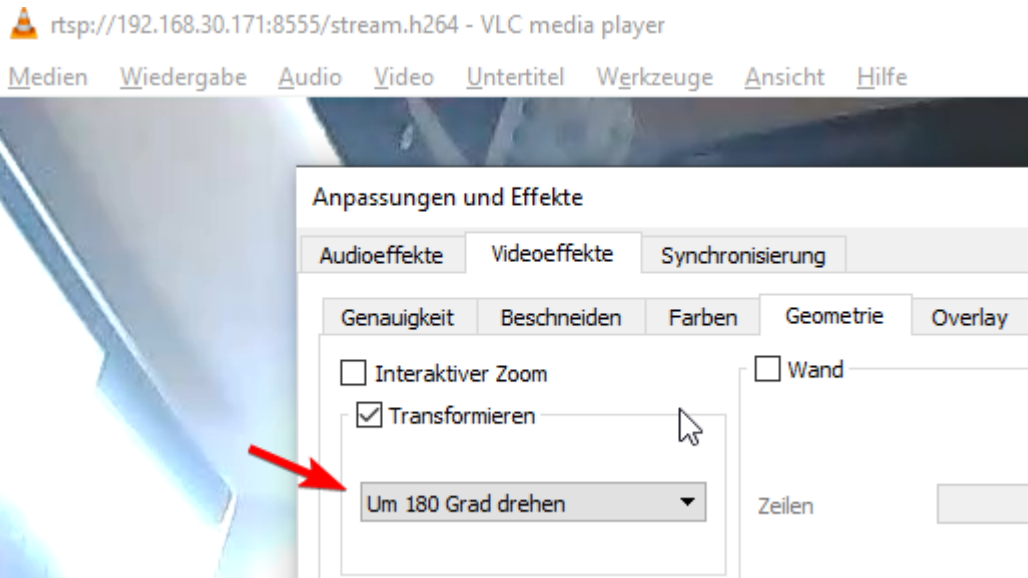 rtsp://192.168.30.171:8555/stream.h264 - VLC media player
Medien Wiedergabe Audio Video Untertitel Werkzeuge Ansicht Hilfe
Anpassungen und Effekte
Audioeffekte Videoeffekte Synchronisierung
Genauigkeit Beschneiden Farben Geometrie Overlay
Interaktiver Zoom
Wand
Transformieren
Um 180 Grad drehen
Zeilen